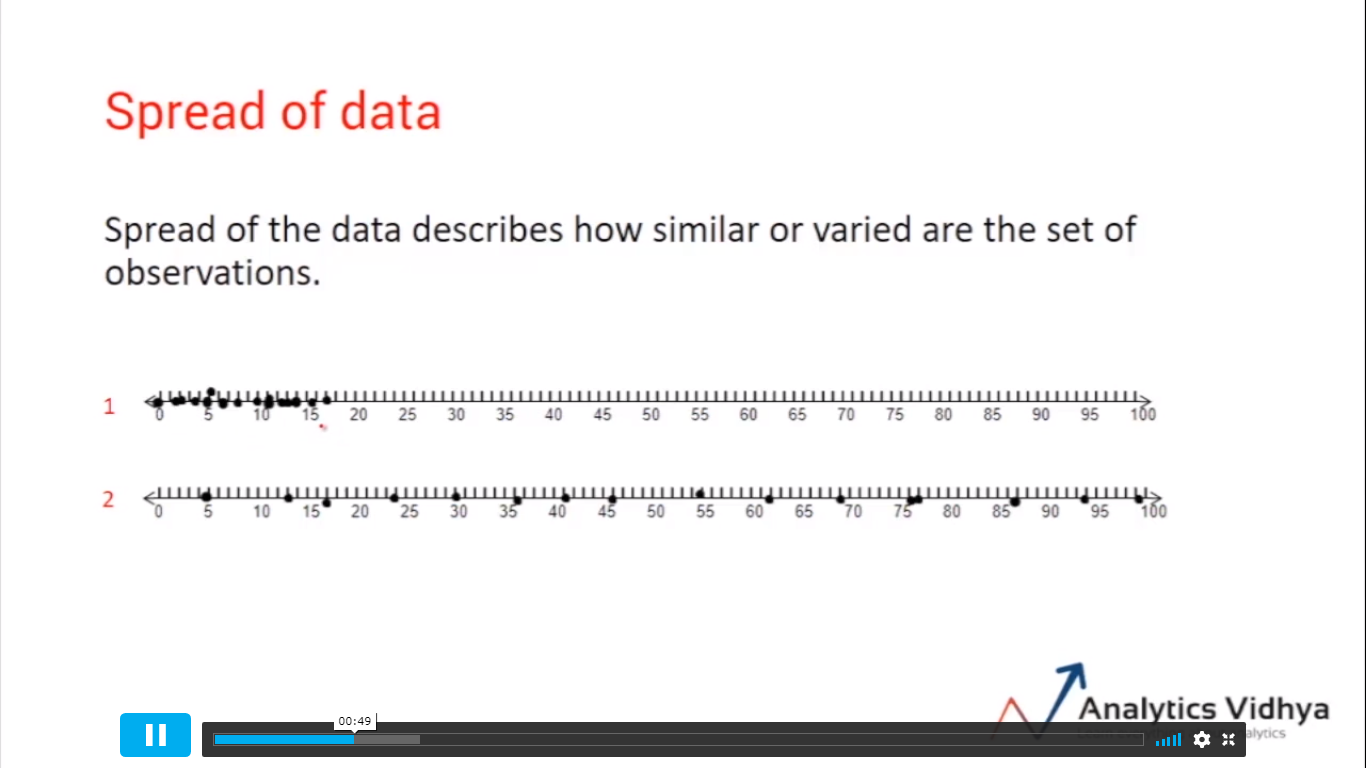 Spread of data
Spread of the data describes how similar or varied are the set of
observations.
1
0 5 10 15 20 25 30 35 40 45 50 55 60 65 70 75 80 85 90 95 100
2
0 5 10 15 20 25 30 35 40 45 50 55 60 65 70 75 80 85 90 95 100
Analytics Vidhya
00:49